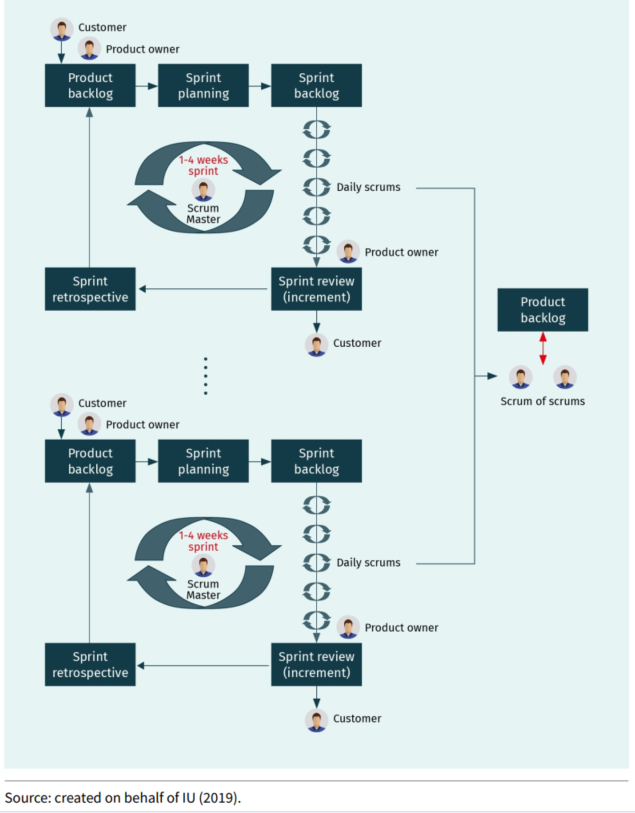 Customer
Product owner
Product
backlog
Sprint
planning
Sprint
backlog
1-4 weeks
sprint
Scrum
Master
Daily scrums
Product owner
Sprint
retrospective
Sprint review
(increment)
Customer
Product
backlog
Scrum of scrums
Customer
Product owner
Product
backlog
Sprint
planning
Sprint
backlog
1-4 weeks
sprint
Scrum
Master
Daily scrums
Product owner
Sprint
retrospective
Sprint review
(increment)
Customer
Source: created on behalf of IU (2019).